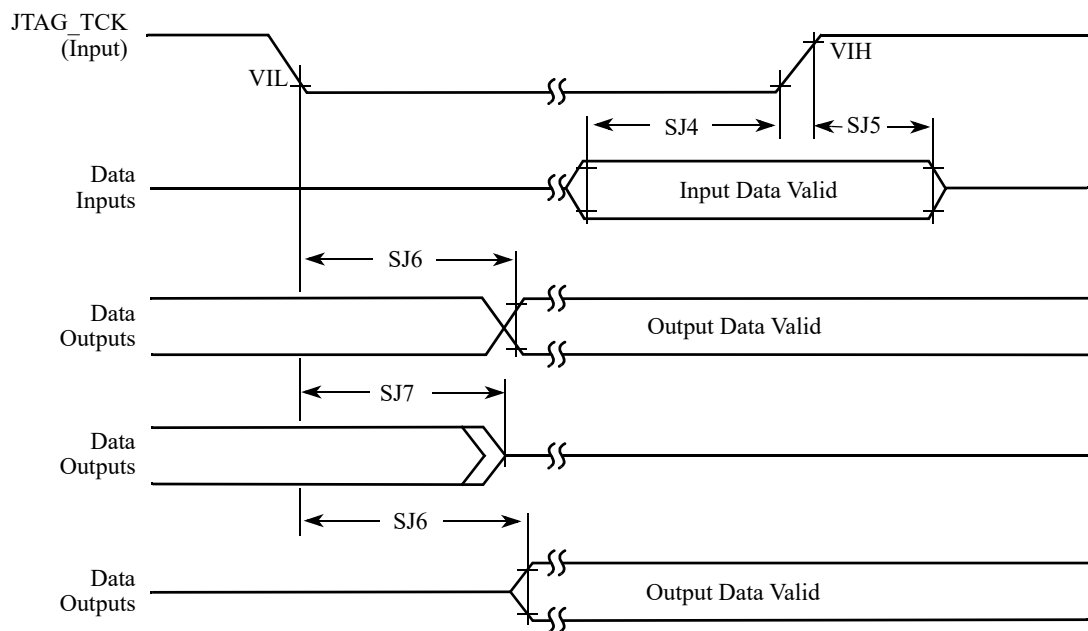 JTAG_TCK
(Input)
VIL
VIH
SJ4
SJ5
Data
Inputs
Input Data Valid
SJ6
Data
Outputs
Output Data Valid
SJ7
Data
Outputs
SJ6
Data
Outputs
Output Data Valid